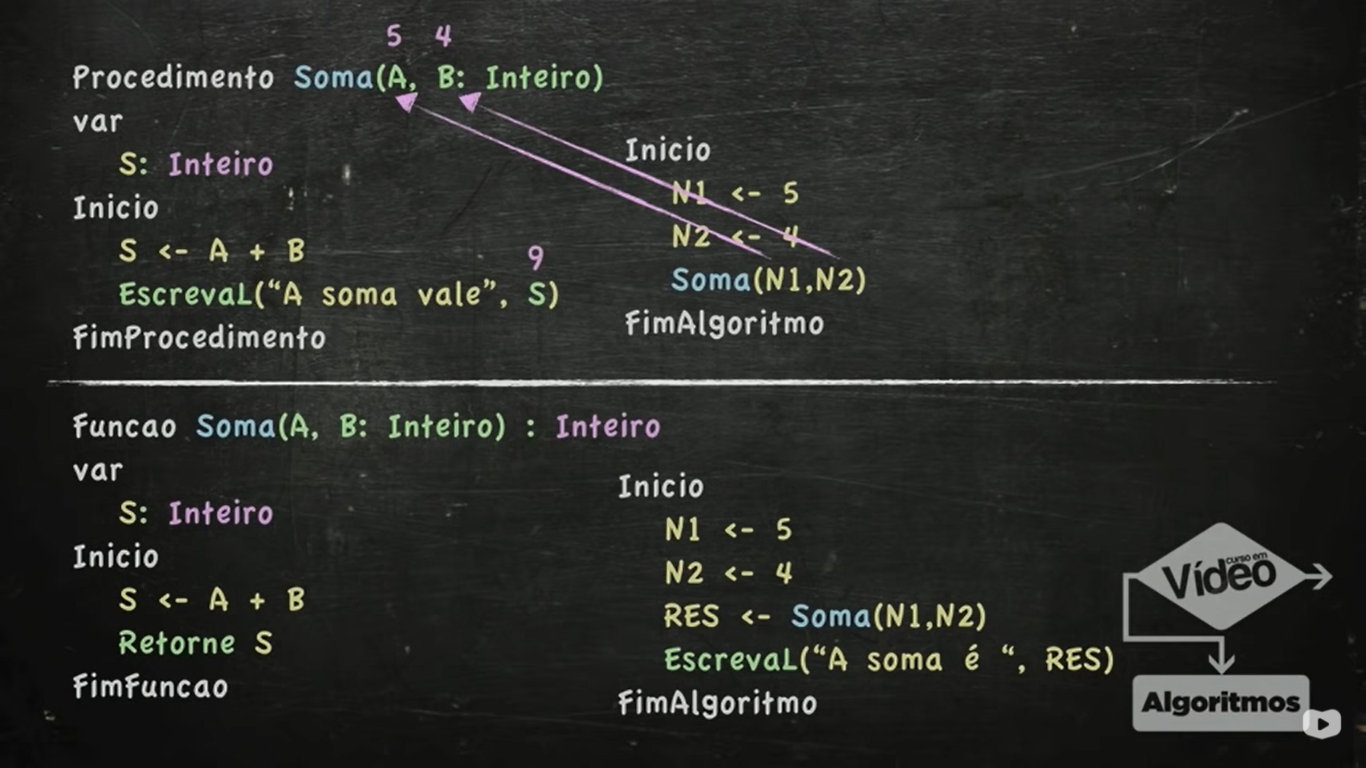 5 4
Procedimento Soma(A, B: Inteiro)
var
S: Inteiro
Inicio
S <- A + B
9
EscrevaL(“A soma vale”, S)
FimProcedimento
Inicio
N1 <- 5
N2 <- 4
Soma(N1,N2)
FimAlgoritmo
Funcao Soma(A, B: Inteiro) : Inteiro
var
S: Inteiro
Inicio
S <- A + B
Retorne S
FimFuncao
Inicio
N1 <- 5
N2 <- 4
RES <- Soma(N1,N2)
EscrevaL(“A soma é “, RES)
FimAlgoritmo
curso em
Vídeo
Algoritmos